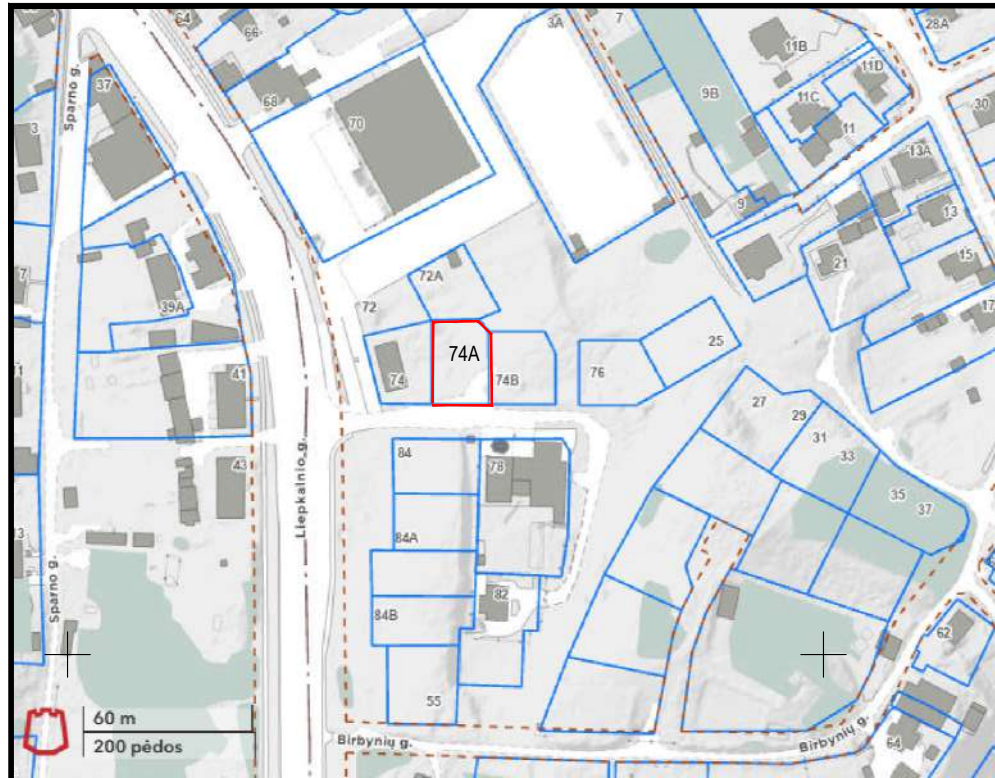 64
66
3A
7
28A
Sparno g.
37
68
70
9B
11B
11D
11C
11
30
3
13A
9
13
21
15
7
39A
72A
72
17
74
74A
74B
76
25
41
27
29
31
33
35
37
84
78
43
Liepkalnio g.
84A
13
Sparno g.
82
84B
62
55
60 m
200 pėdos
Birbynių g.
Birbynių g.
64